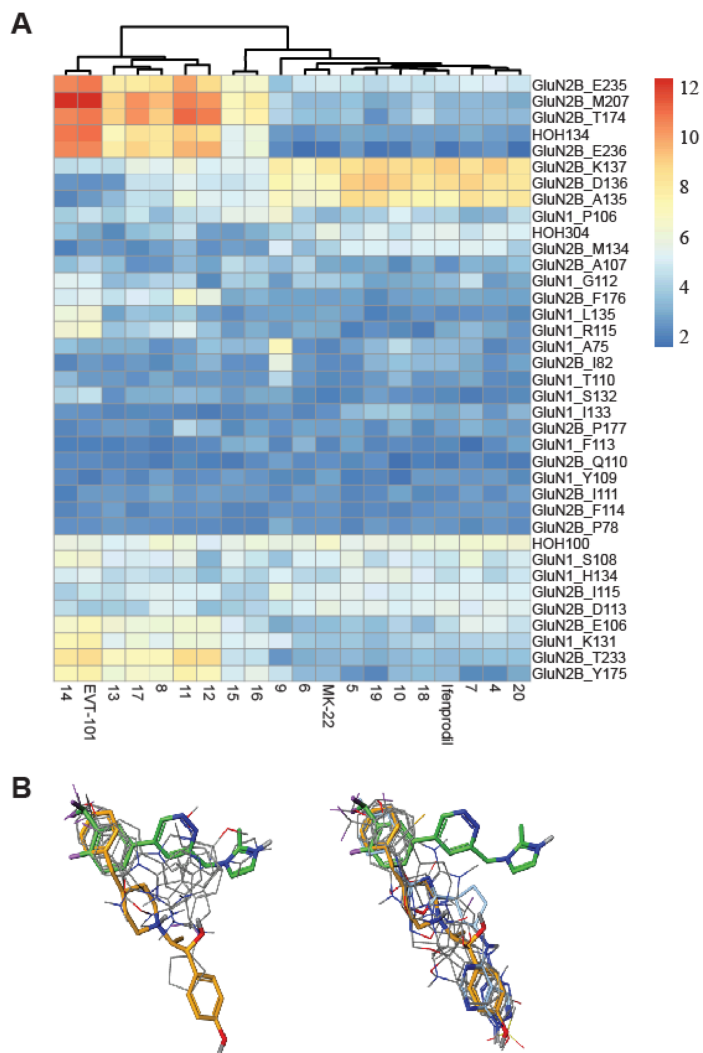 A
GluN2B_E235
GluN2B_M207
GluN2B_T174
HOH134
GluN2B_E236
GluN2B_K137
GluN2B_D136
GluN2B_A135
GluN1_P106
HOH304
GluN2B_M134
GluN2B_A107
GluN1_G112
GluN2B_F176
GluN1_L135
GluN1_R115
GluN1_A75
GluN2B_I82
GluN1_T110
GluN1_S132
GluN1_I133
GluN2B_P177
GluN1_F113
GluN2B_Q110
GluN1_Y109
GluN2B_I111
GluN2B_F114
GluN2B_P78
HOH100
GluN1_S108
GluN1_H134
GluN2B_I115
GluN2B_D113
GluN2B_E106
GluN1_K131
GluN2B_T233
GluN2B_Y175
12
10
8
6
4
2
14
EVT-101
13
17
8
11
12
15
16
9
6
MK-22
5
19
10
18
Ifenprodil
7
4
20
B